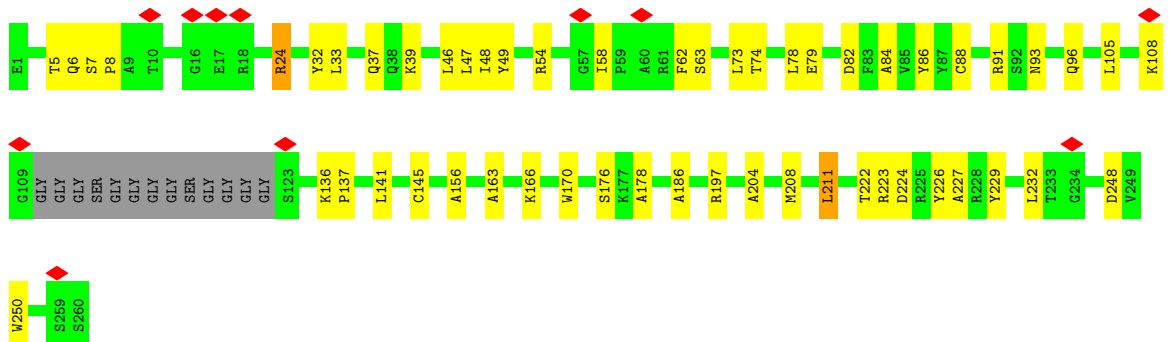 E1 T5 Q6 S7 P8 A9 T10 G16 E17 R18 R24 Y32 L33 Q37 Q38 K39 L46 L47 I48 Y49 R54 G57 I58 P59 A60 R61 F62 S63 L73 T74 L78 E79 D82 F83 A84 V85 Y86 Y87 C88 R91 S92 N93 Q96 L105 K108
G109 GLY GLY GLY SER GLY GLY GLY GLY SER GLY GLY GLY GLY S123 K136 P137 L141 C145 A156 A163 K166 W170 S176 K177 A178 A186 R197 A204 M208 L211 T222 R223 D224 R225 Y226 A227 R228 Y229 L232 T233 G234 D248 V249
W250 S259 S260